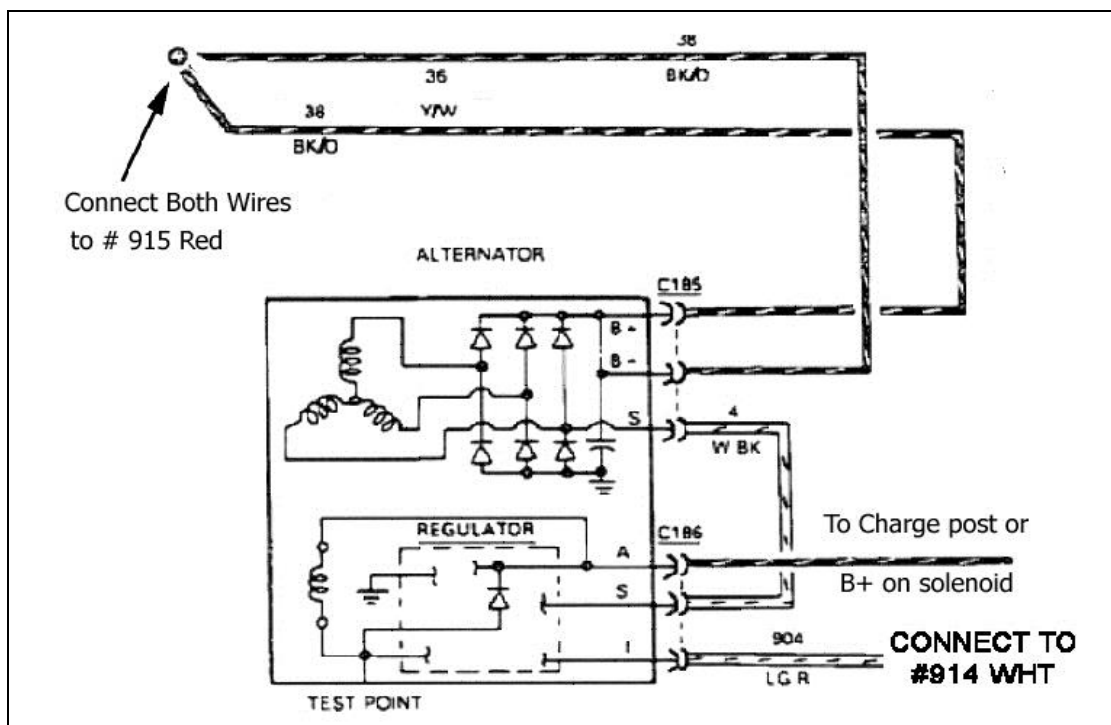 38
36
BK/O
38
Y/W
BK/O
Connect Both Wires
to # 915 Red
ALTERNATOR
C185
B +
B -
S
4
W BK
REGULATOR
C186
To Charge post or
A
S
B+ on solenoid
I
904
CONNECT TO
LG R
#914 WHT
TEST POINT